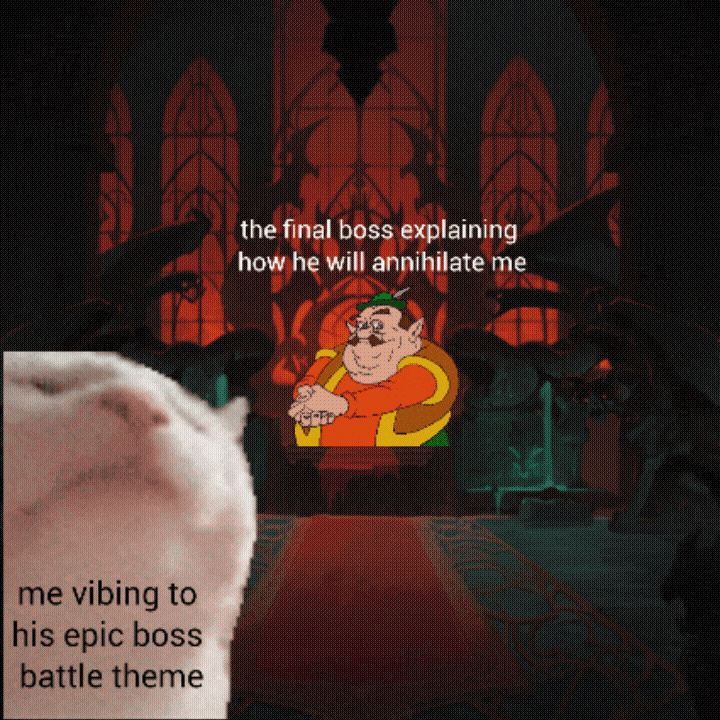 the final boss explaining
how he will annihilate me
me vibing to
his epic boss
battle theme